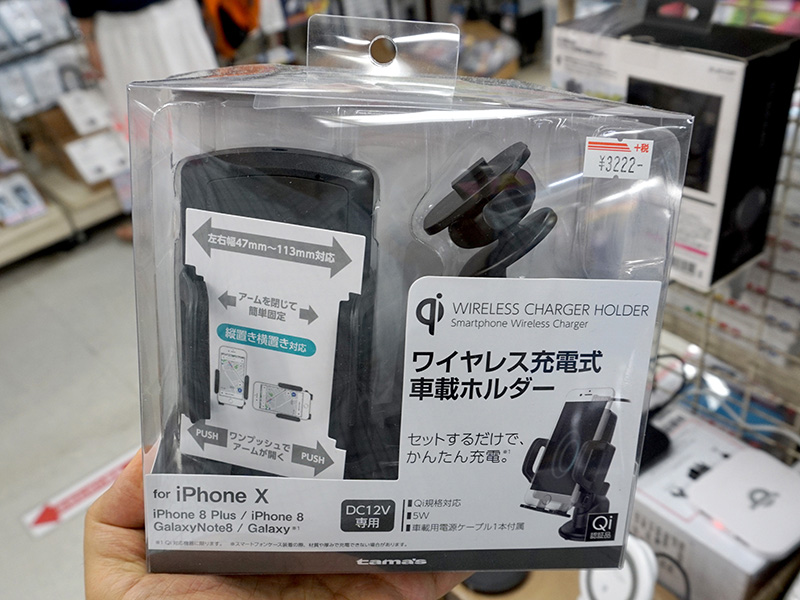 +税
¥3222-
左右幅47mm~113mm対応
アームを閉じて
簡単固定
縦置き横置き対応
PUSH
ワンプッシュで
アームが開く
PUSH
qi WIRELESS CHARGER HOLDER
Smartphone Wireless Charger
ワイヤレス充電式
車載ホルダー
セットするだけで、
かんたん充電。※1
for iPhone X
iPhone 8 Plus / iPhone 8
GalaxyNote8 / Galaxy※1
DC12V
専用
Qi規格対応
5W
車載用電源ケーブル1本付属
Qi
認証品
tama's